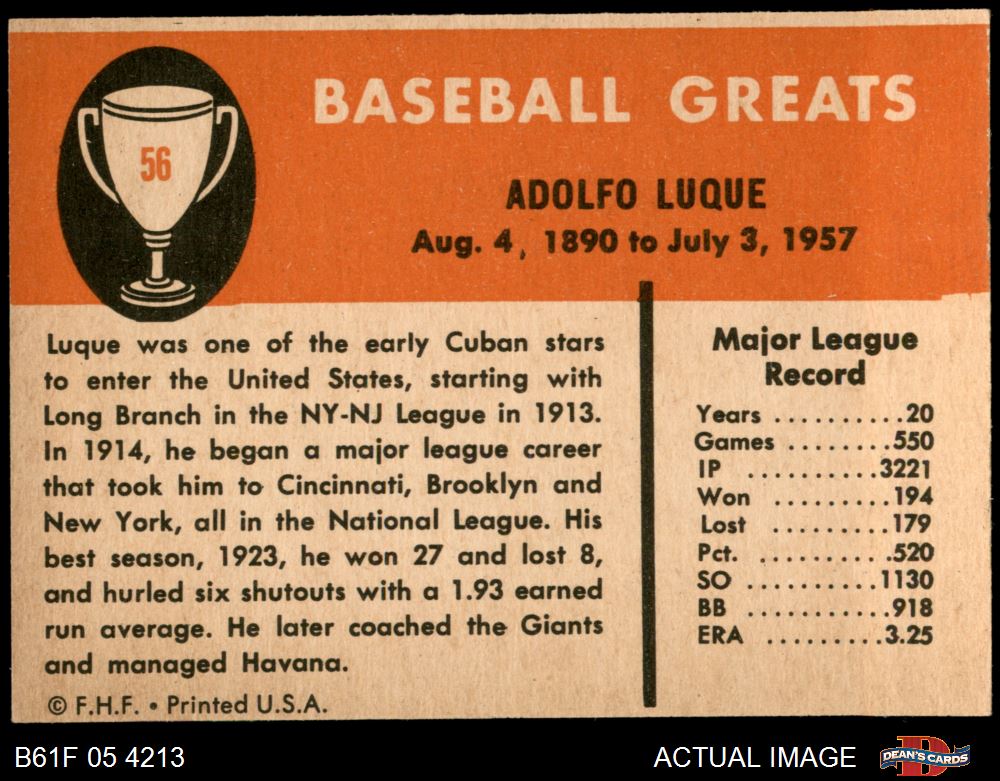 56
BASEBALL GREATS
ADOLFO LUQUE
Aug. 4, 1890 to July 3, 1957
Luque was one of the early Cuban stars
to enter the United States, starting with
Long Branch in the NY-NJ League in 1913.
In 1914, he began a major league career
that took him to Cincinnati, Brooklyn and
New York, all in the National League. His
best season, 1923, he won 27 and lost 8,
and hurled six shutouts with a 1.93 earned
run average. He later coached the Giants
and managed Havana.
© F.H.F. • Printed U.S.A.
Major League
Record
Years ..........20
Games ........550
IP ..........3221
Won .........194
Lost .........179
Pct. ..........520
SO ..........1130
BB ...........918
ERA .........3.25
B61F 05 4213
ACTUAL IMAGE
D
DEAN'S CARDS